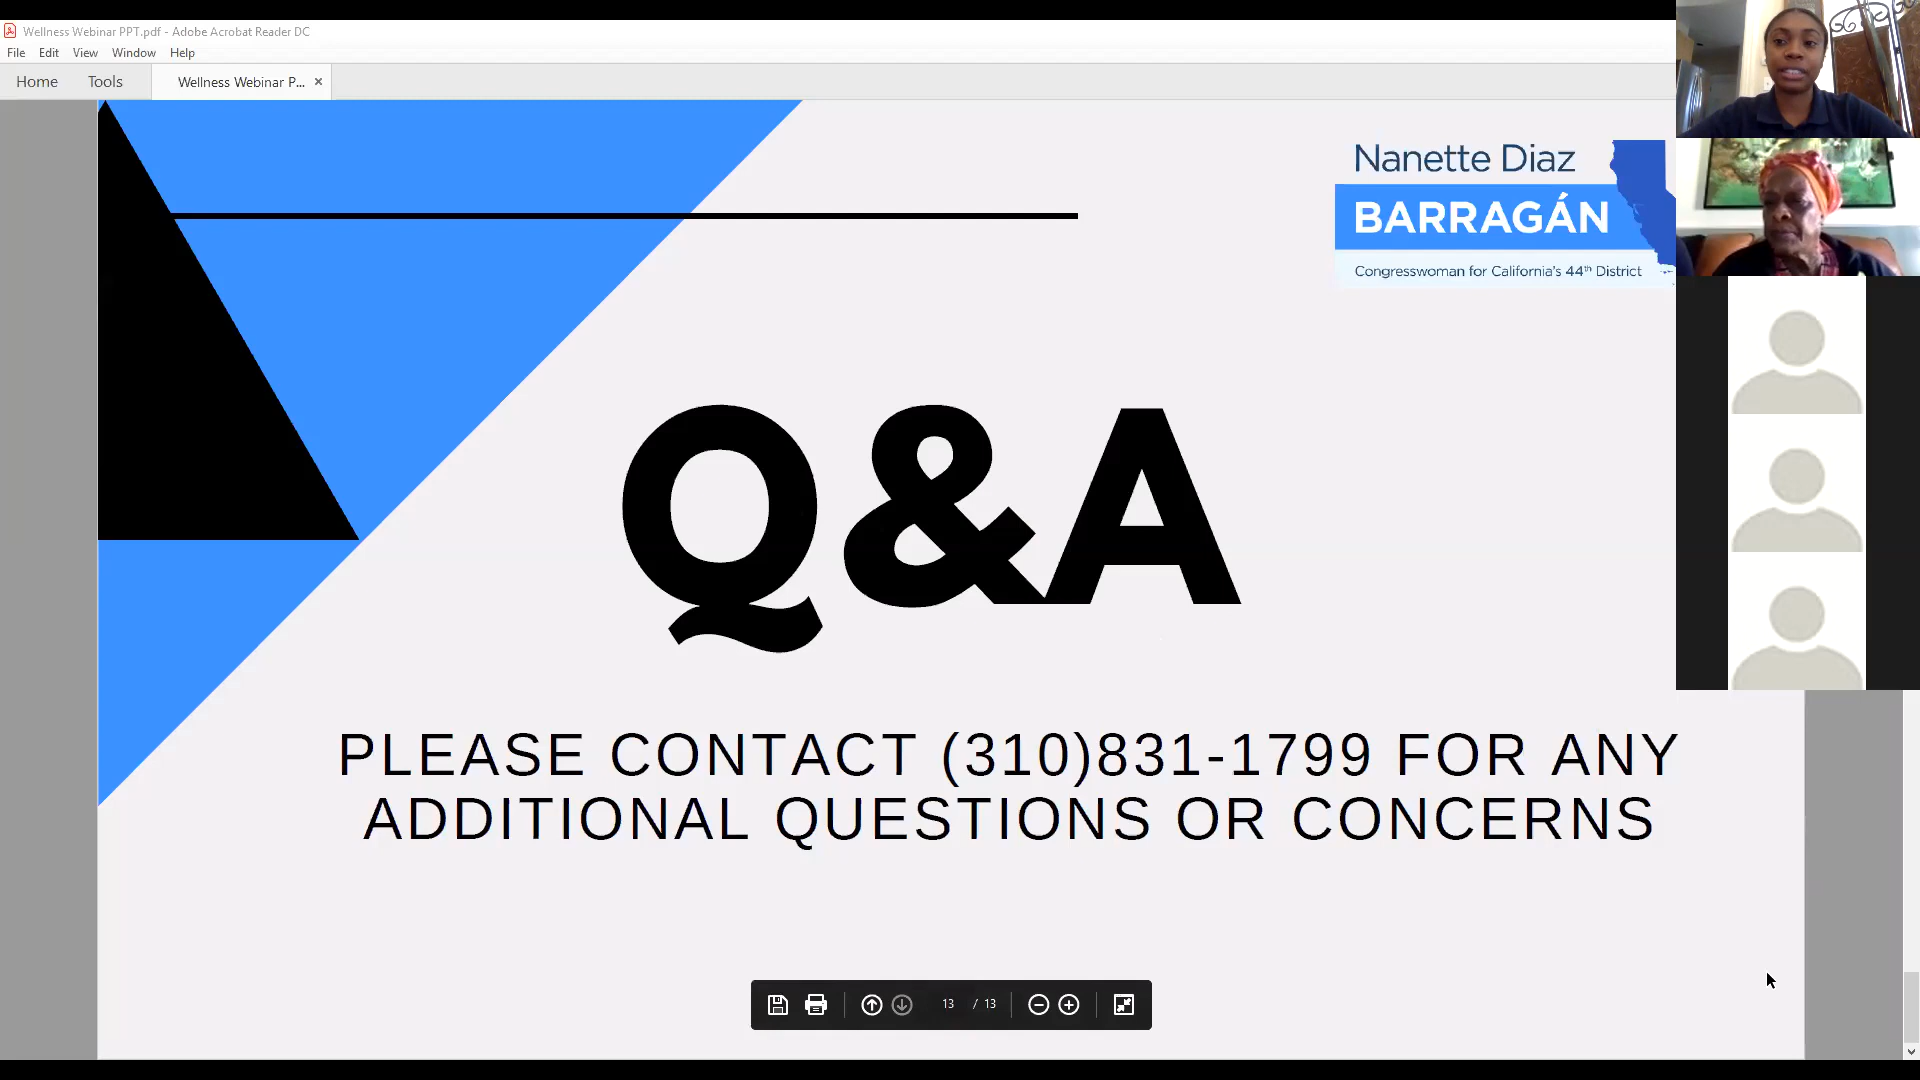 Wellness Webinar PPT.pdf - Adobe Acrobat Reader DC
File Edit View Window Help
Home Tools Wellness Webinar P... ×
Nanette Diaz
BARRAGÁN
Congresswoman for California's 44th District
Q&A
PLEASE CONTACT (310)831-1799 FOR ANY
ADDITIONAL QUESTIONS OR CONCERNS
13 / 13